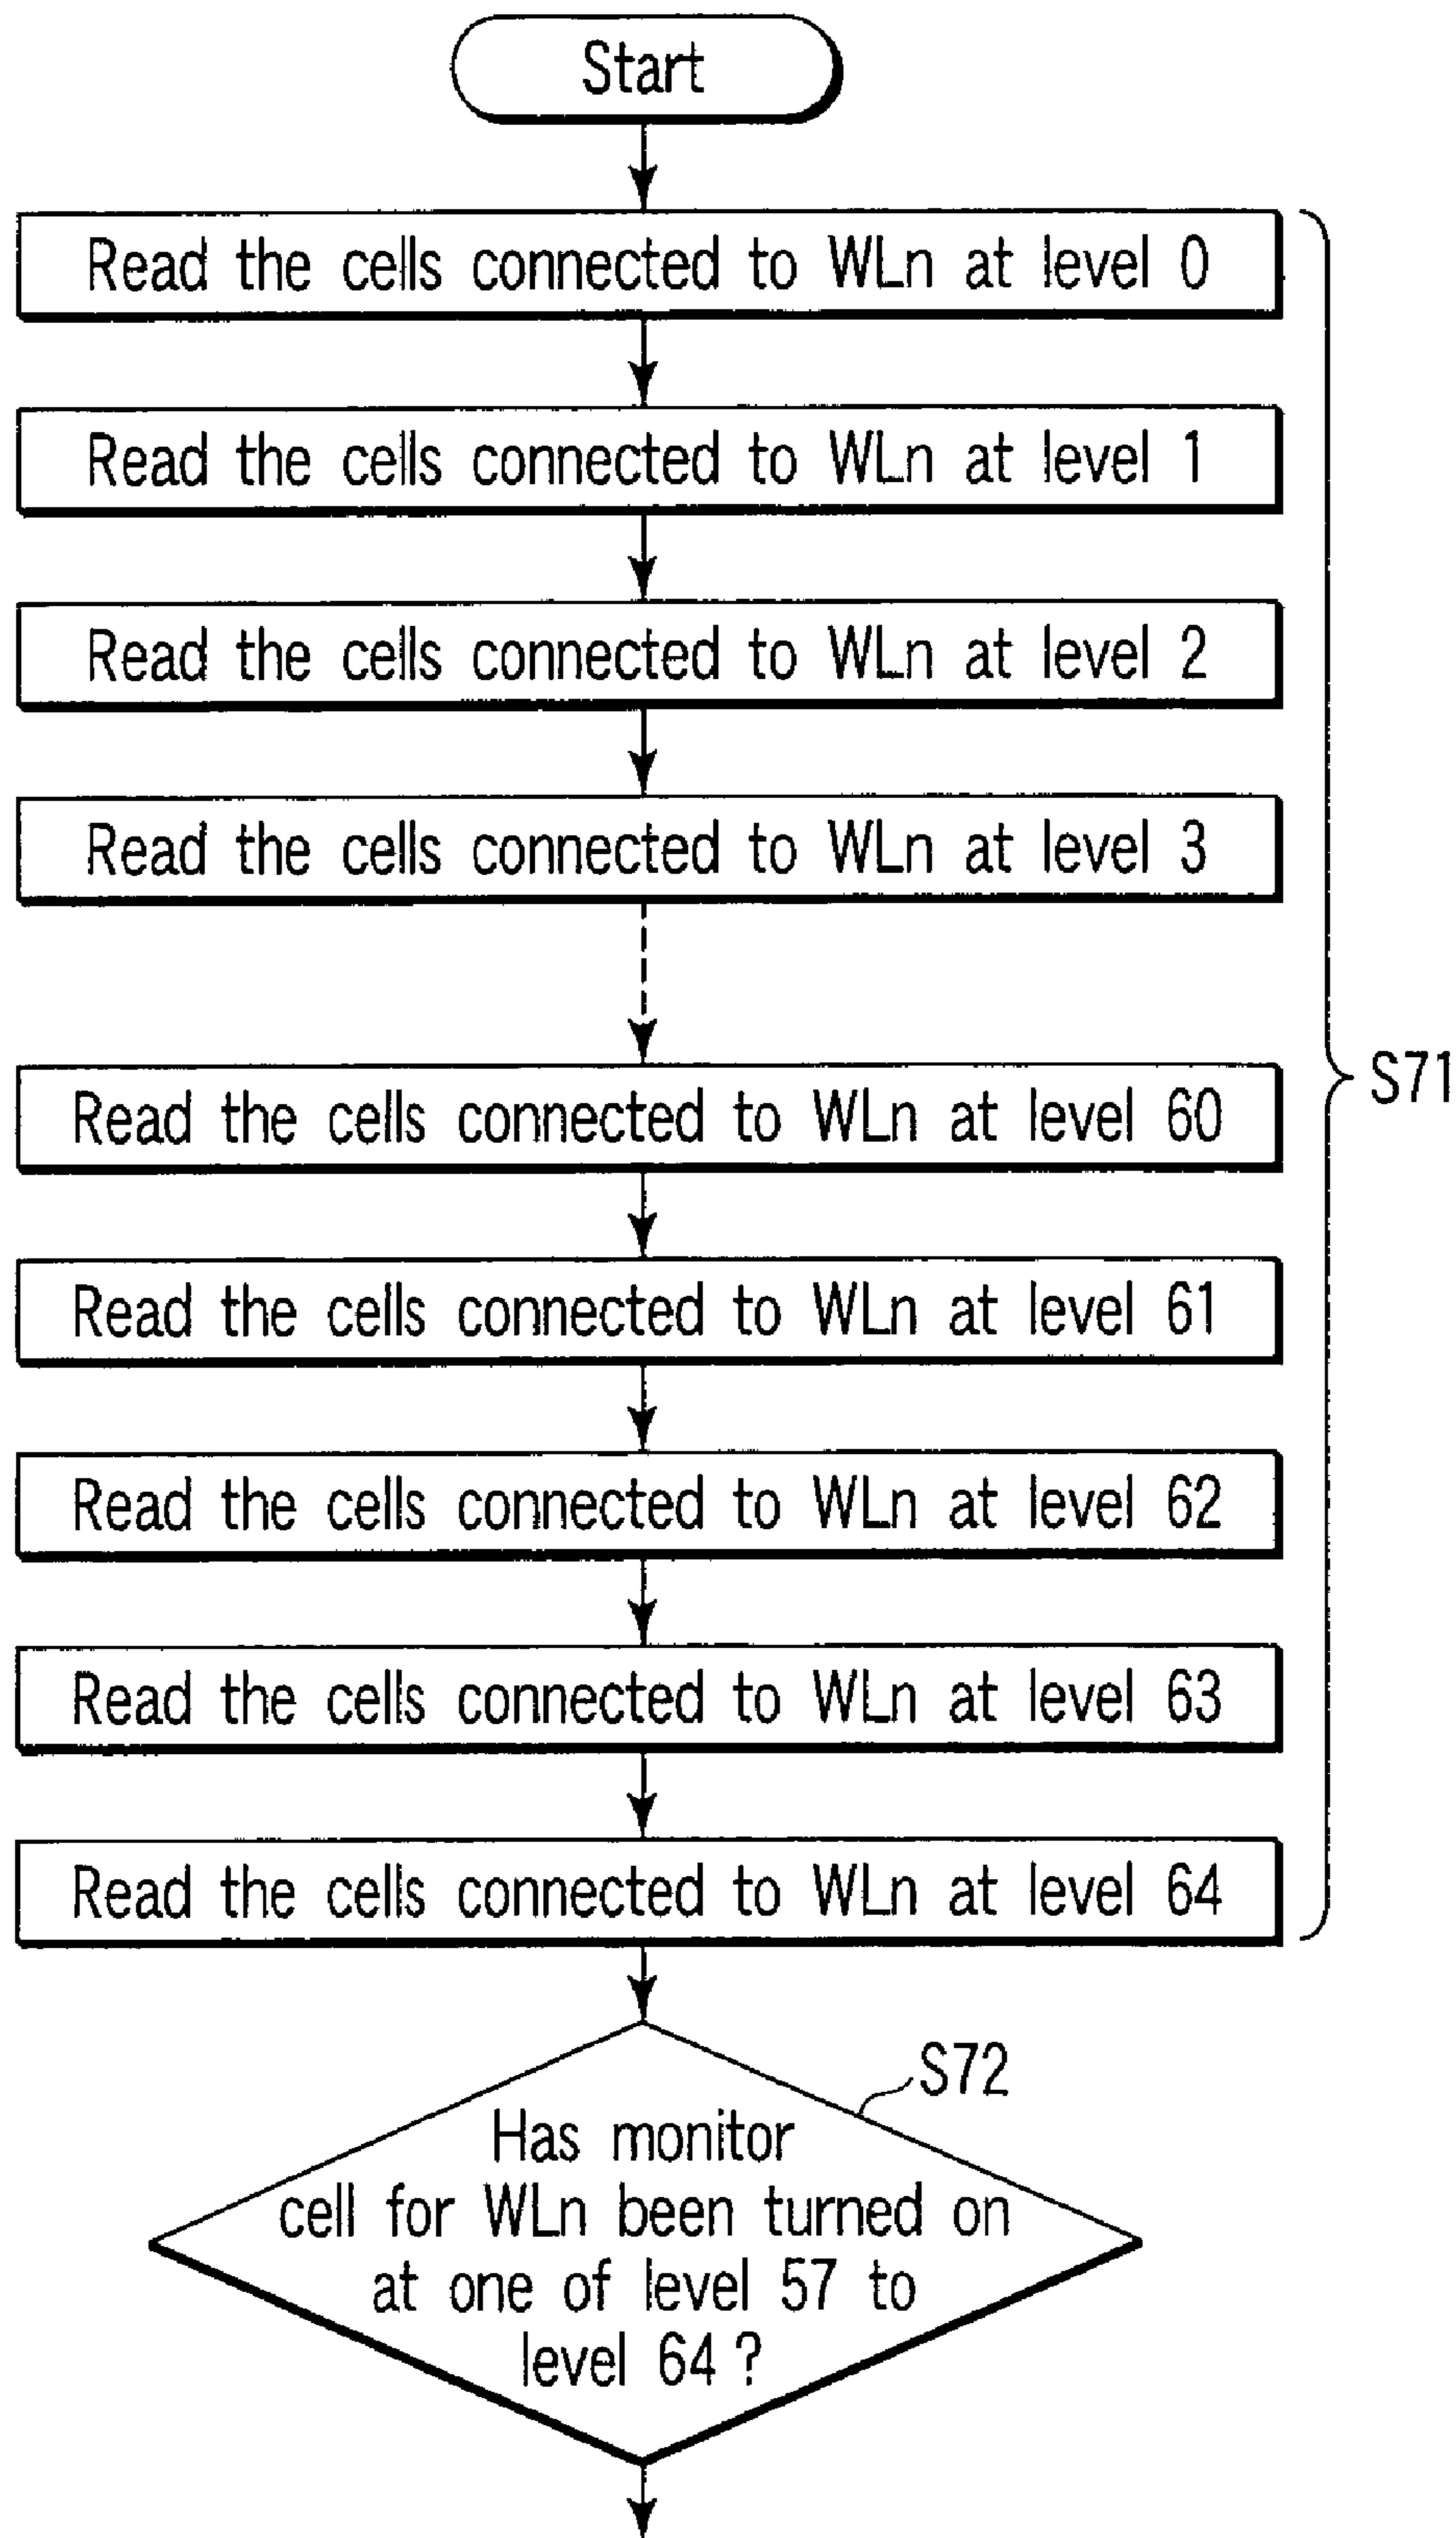 Start
Read the cells connected to WLn at level 0
Read the cells connected to WLn at level 1
Read the cells connected to WLn at level 2
Read the cells connected to WLn at level 3
Read the cells connected to WLn at level 60
S71
Read the cells connected to WLn at level 61
Read the cells connected to WLn at level 62
Read the cells connected to WLn at level 63
Read the cells connected to WLn at level 64
S72
Has monitor
cell for WLn been turned on
at one of level 57 to
level 64 ?